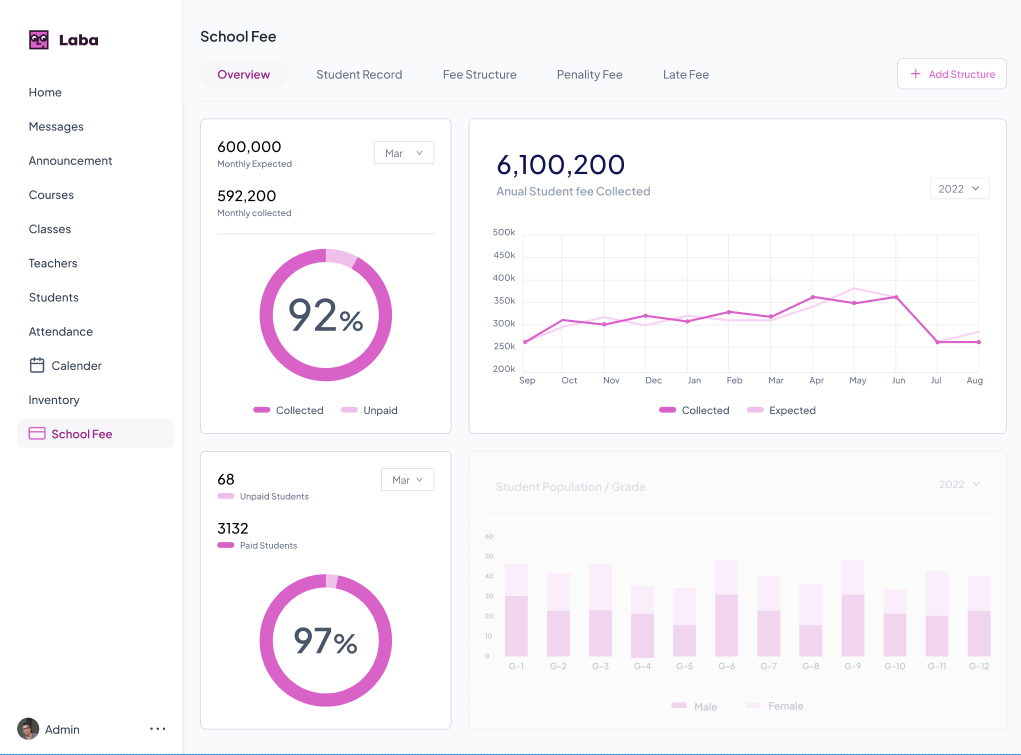 Laba
Home
Messages
Announcement
Courses
Classes
Teachers
Students
Attendance
Calender
Inventory
School Fee
Admin
School Fee
Overview
Student Record
Fee Structure
Penality Fee
Late Fee
Add Structure
600,000
Monthly Expected
Mar
592,200
Monthly collected
92%
Collected
Unpaid
6,100,200
Anual Student fee Collected
2022
500k
450k
400k
350k
300k
250k
200k
Sep Oct Nov Dec Jan Feb Mar Apr May Jun Jul Aug
Collected
Expected
68
Unpaid Students
Mar
3132
Paid Students
97%
Student Population / Grade
2022
60
50
40
30
20
10
0
G-1 G-2 G-3 G-4 G-5 G-6 G-7 G-8 G-9 G-10 G-11 G-12
Male
Female